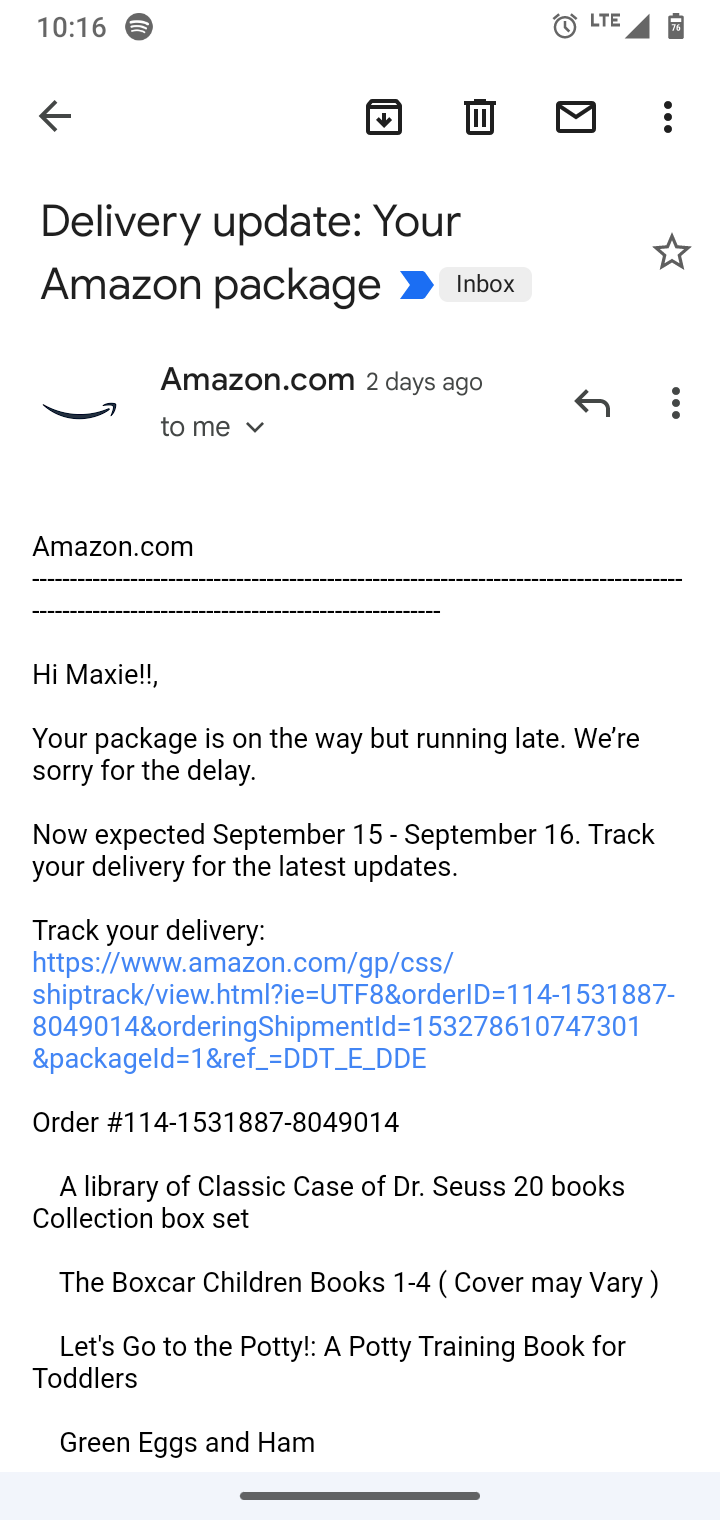 10:16
LTE
76
Delivery update: Your
Amazon package Inbox
Amazon.com 2 days ago
to me
Amazon.com
--------------------------------------------------------------------------------------
------------------------------------------------------
Hi Maxie!!,
Your package is on the way but running late. We’re
sorry for the delay.
Now expected September 15 - September 16. Track
your delivery for the latest updates.
Track your delivery:
https://www.amazon.com/gp/css/
shiptrack/view.html?ie=UTF8&orderID=114-1531887-
8049014&orderingShipmentId=153278610747301
&packageId=1&ref_=DDT_E_DDE
Order #114-1531887-8049014
A library of Classic Case of Dr. Seuss 20 books
Collection box set
The Boxcar Children Books 1-4 ( Cover may Vary )
Let's Go to the Potty!: A Potty Training Book for
Toddlers
Green Eggs and Ham